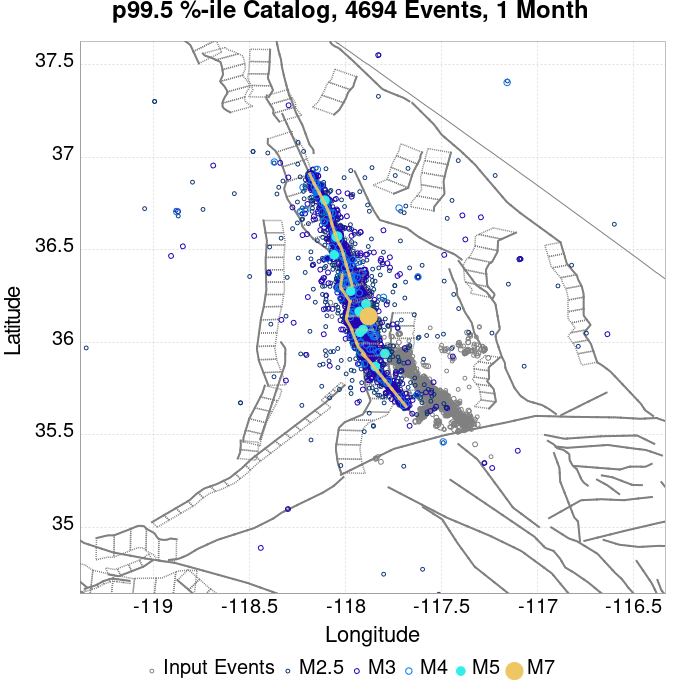 p99.5 %-ile Catalog, 4694 Events, 1 Month
37.5
37
36.5
36
35.5
35
Latitude
-119 -118.5 -118 -117.5 -117 -116.5
Longitude
Input Events M2.5 M3 M4 M5 M7